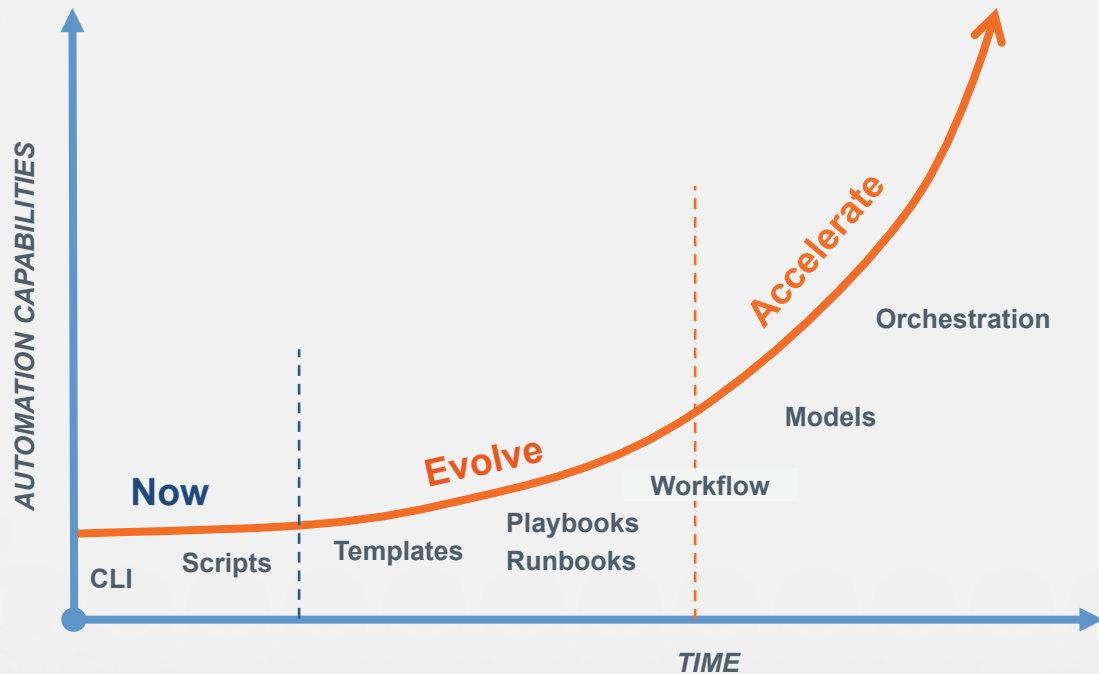 AUTOMATION CAPABILITIES
Accelerate
Orchestration
Models
Evolve
Workflow
Now
Playbooks
Runbooks
Templates
Scripts
CLI
TIME